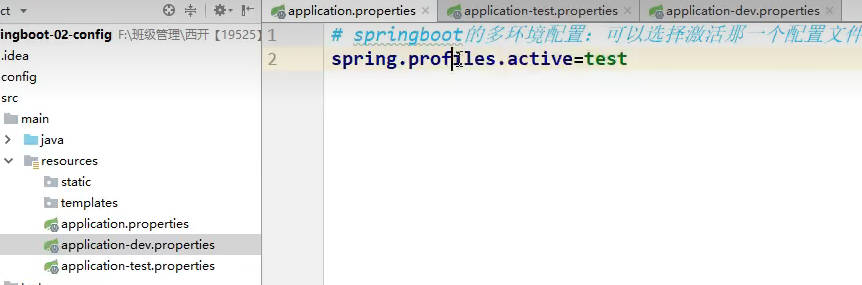 ct
application.properties
application-test.properties
application-dev.properties
ingboot-02-config F:\班级管理\西开【19525】
.idea
config
src
main
java
resources
static
templates
application.properties
application-dev.properties
application-test.properties
1 # springboot的多环境配置：可以选择激活那一个配置文件
2 spring.profiles.active=test